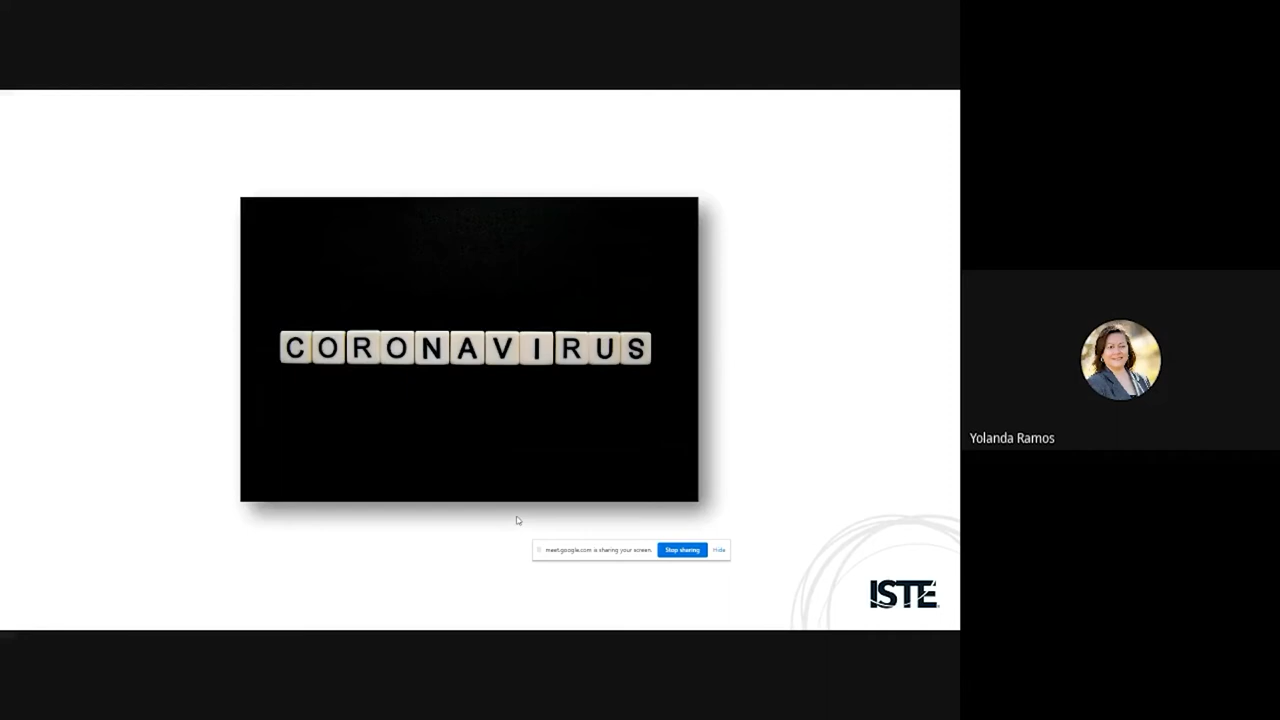 CORONAVIRUS
Yolanda Ramos
meet.google.com is sharing your screen.
Stop sharing
Hide
ISTE